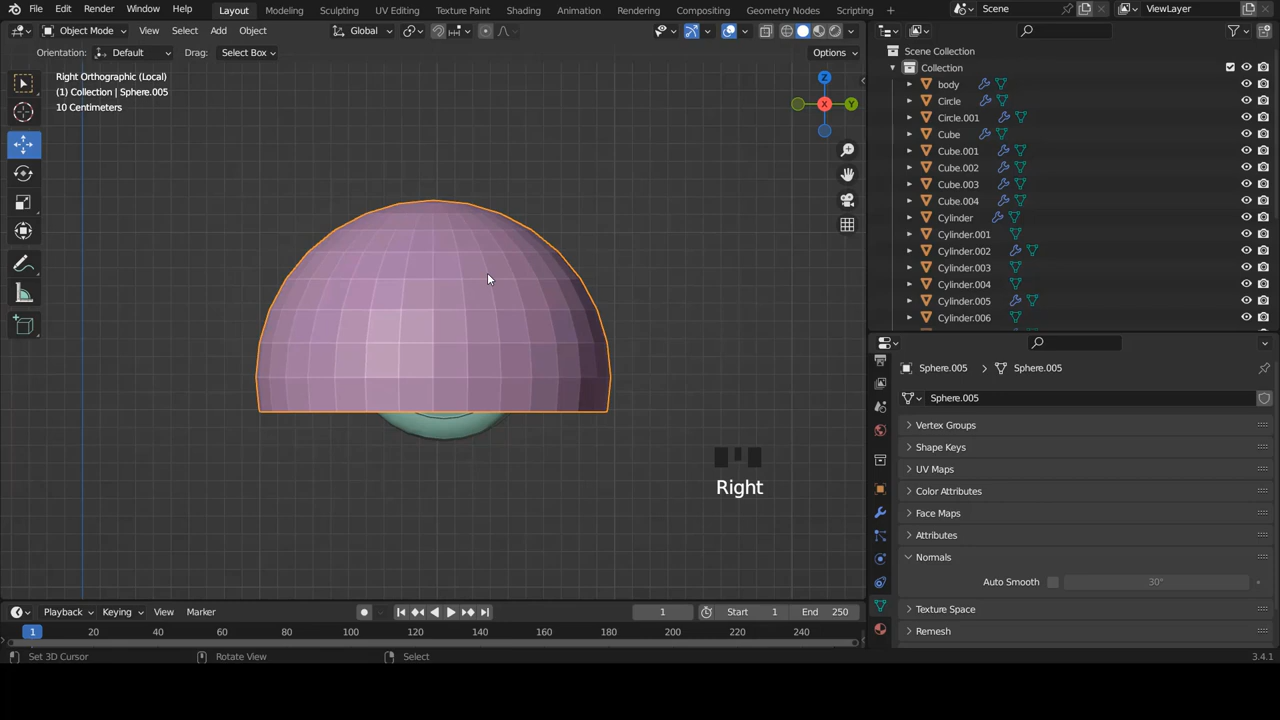 File Edit Render Window Help Layout Modeling Sculpting UV Editing Texture Paint Shading Animation Rendering Compositing Geometry Nodes Scripting Scene ViewLayer
Object Mode View Select Add Object Global
Orientation: Default Drag: Select Box Options
Right Orthographic (Local)
(1) Collection | Sphere.005
10 Centimeters
Z
X
Y
Scene Collection
Collection
body
Circle
Circle.001
Cube
Cube.001
Cube.002
Cube.003
Cube.004
Cylinder
Cylinder.001
Cylinder.002
Cylinder.003
Cylinder.004
Cylinder.005
Cylinder.006
Sphere.005 Sphere.005
Sphere.005
Vertex Groups
Shape Keys
UV Maps
Color Attributes
Face Maps
Attributes
Normals
Auto Smooth 30°
Texture Space
Remesh
Right
Playback Keying View Marker 1 Start 1 End 250
1 20 40 60 80 100 120 140 160 180 200 220 240
Set 3D Cursor Rotate View Select 3.4.1